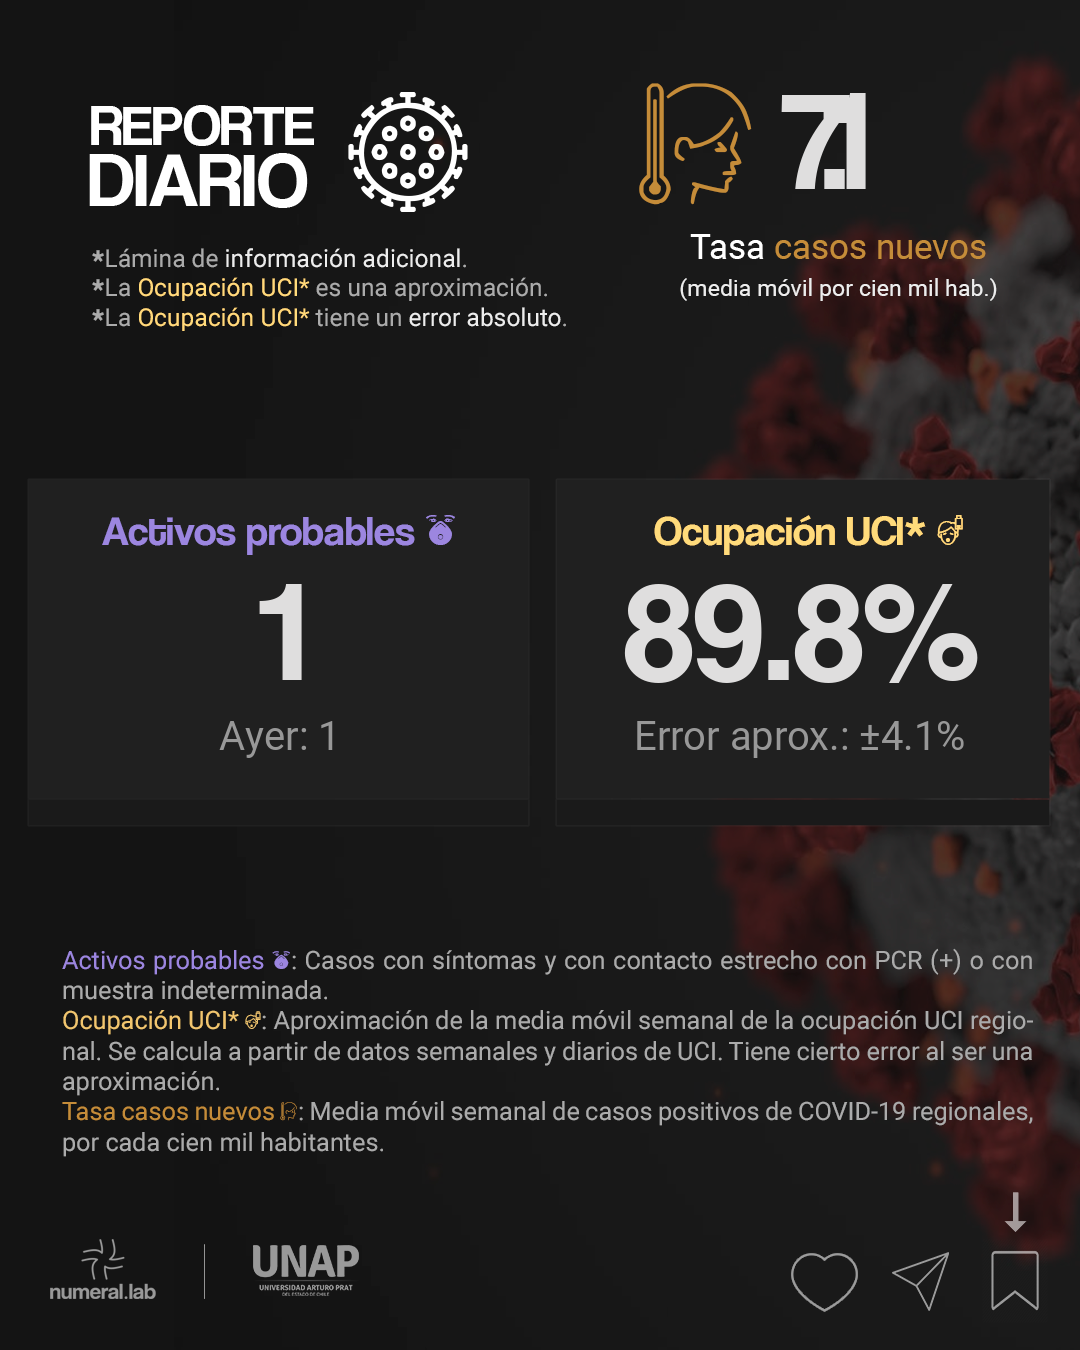 REPORTE
DIARIO
*Lámina de información adicional.
*La Ocupación UCI* es una aproximación.
*La Ocupación UCI* tiene un error absoluto.
7.1
Tasa casos nuevos
(media móvil por cien mil hab.)
Activos probables
1
Ayer: 1
Ocupación UCI*
89.8%
Error aprox.: ±4.1%
Activos probables : Casos con síntomas y con contacto estrecho con PCR (+) o con
muestra indeterminada.
Ocupación UCI* : Aproximación de la media móvil semanal de la ocupación UCI regio-
nal. Se calcula a partir de datos semanales y diarios de UCI. Tiene cierto error al ser una
aproximación.
Tasa casos nuevos : Media móvil semanal de casos positivos de COVID-19 regionales,
por cada cien mil habitantes.
numeral.lab
UNAP
UNIVERSIDAD ARTURO PRAT
DEL ESTADO DE CHILE